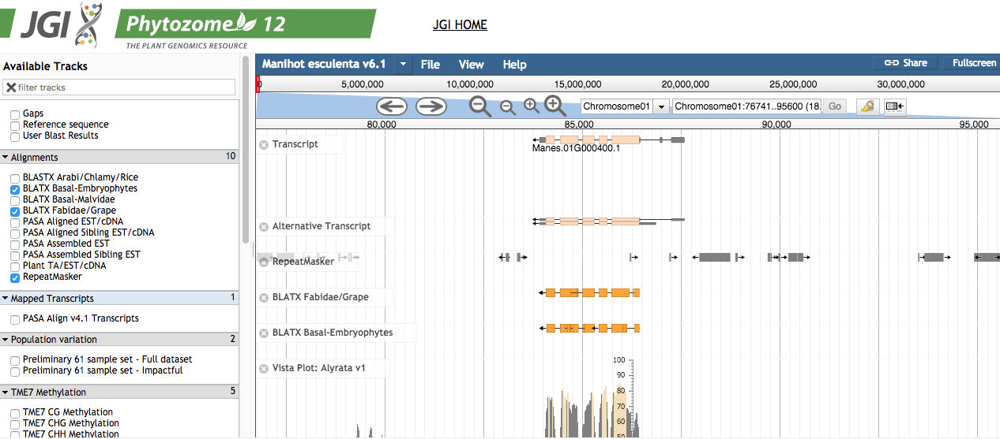 JGI Phytozome 12
THE PLANT GENOMICS RESOURCE
JGI HOME
Available Tracks
filter tracks
Gaps
Reference sequence
User Blast Results
Alignments 10
BLASTX Arabi/Chlamy/Rice
BLATX Basal-Embryophytes
BLATX Basal-Malvidae
BLATX Fabidae/Grape
PASA Aligned EST/cDNA
PASA Aligned Sibling EST/cDNA
PASA Assembled EST
PASA Assembled Sibling EST
Plant TA/EST/cDNA
RepeatMasker
Mapped Transcripts 1
PASA Align v4.1 Transcripts
Population variation 2
Preliminary 61 sample set - Full dataset
Preliminary 61 sample set - Impactful
TME7 Methylation 5
TME7 CG Methylation
TME7 CHG Methylation
TME7 CHH Methylation
Manihot esculenta v6.1 File View Help Share Fullscreen
0 5,000,000 10,000,000 15,000,000 20,000,000 25,000,000 30,000,000
Chromosome01 Chromosome01:76741..95600 (18. Go
80,000 85,000 90,000 95,000
Transcript
Manes.01G000400.1
Alternative Transcript
RepeatMasker
BLATX Fabidae/Grape
BLATX Basal-Embryophytes
Vista Plot: Alyrata v1
100
90
80
70
60
50